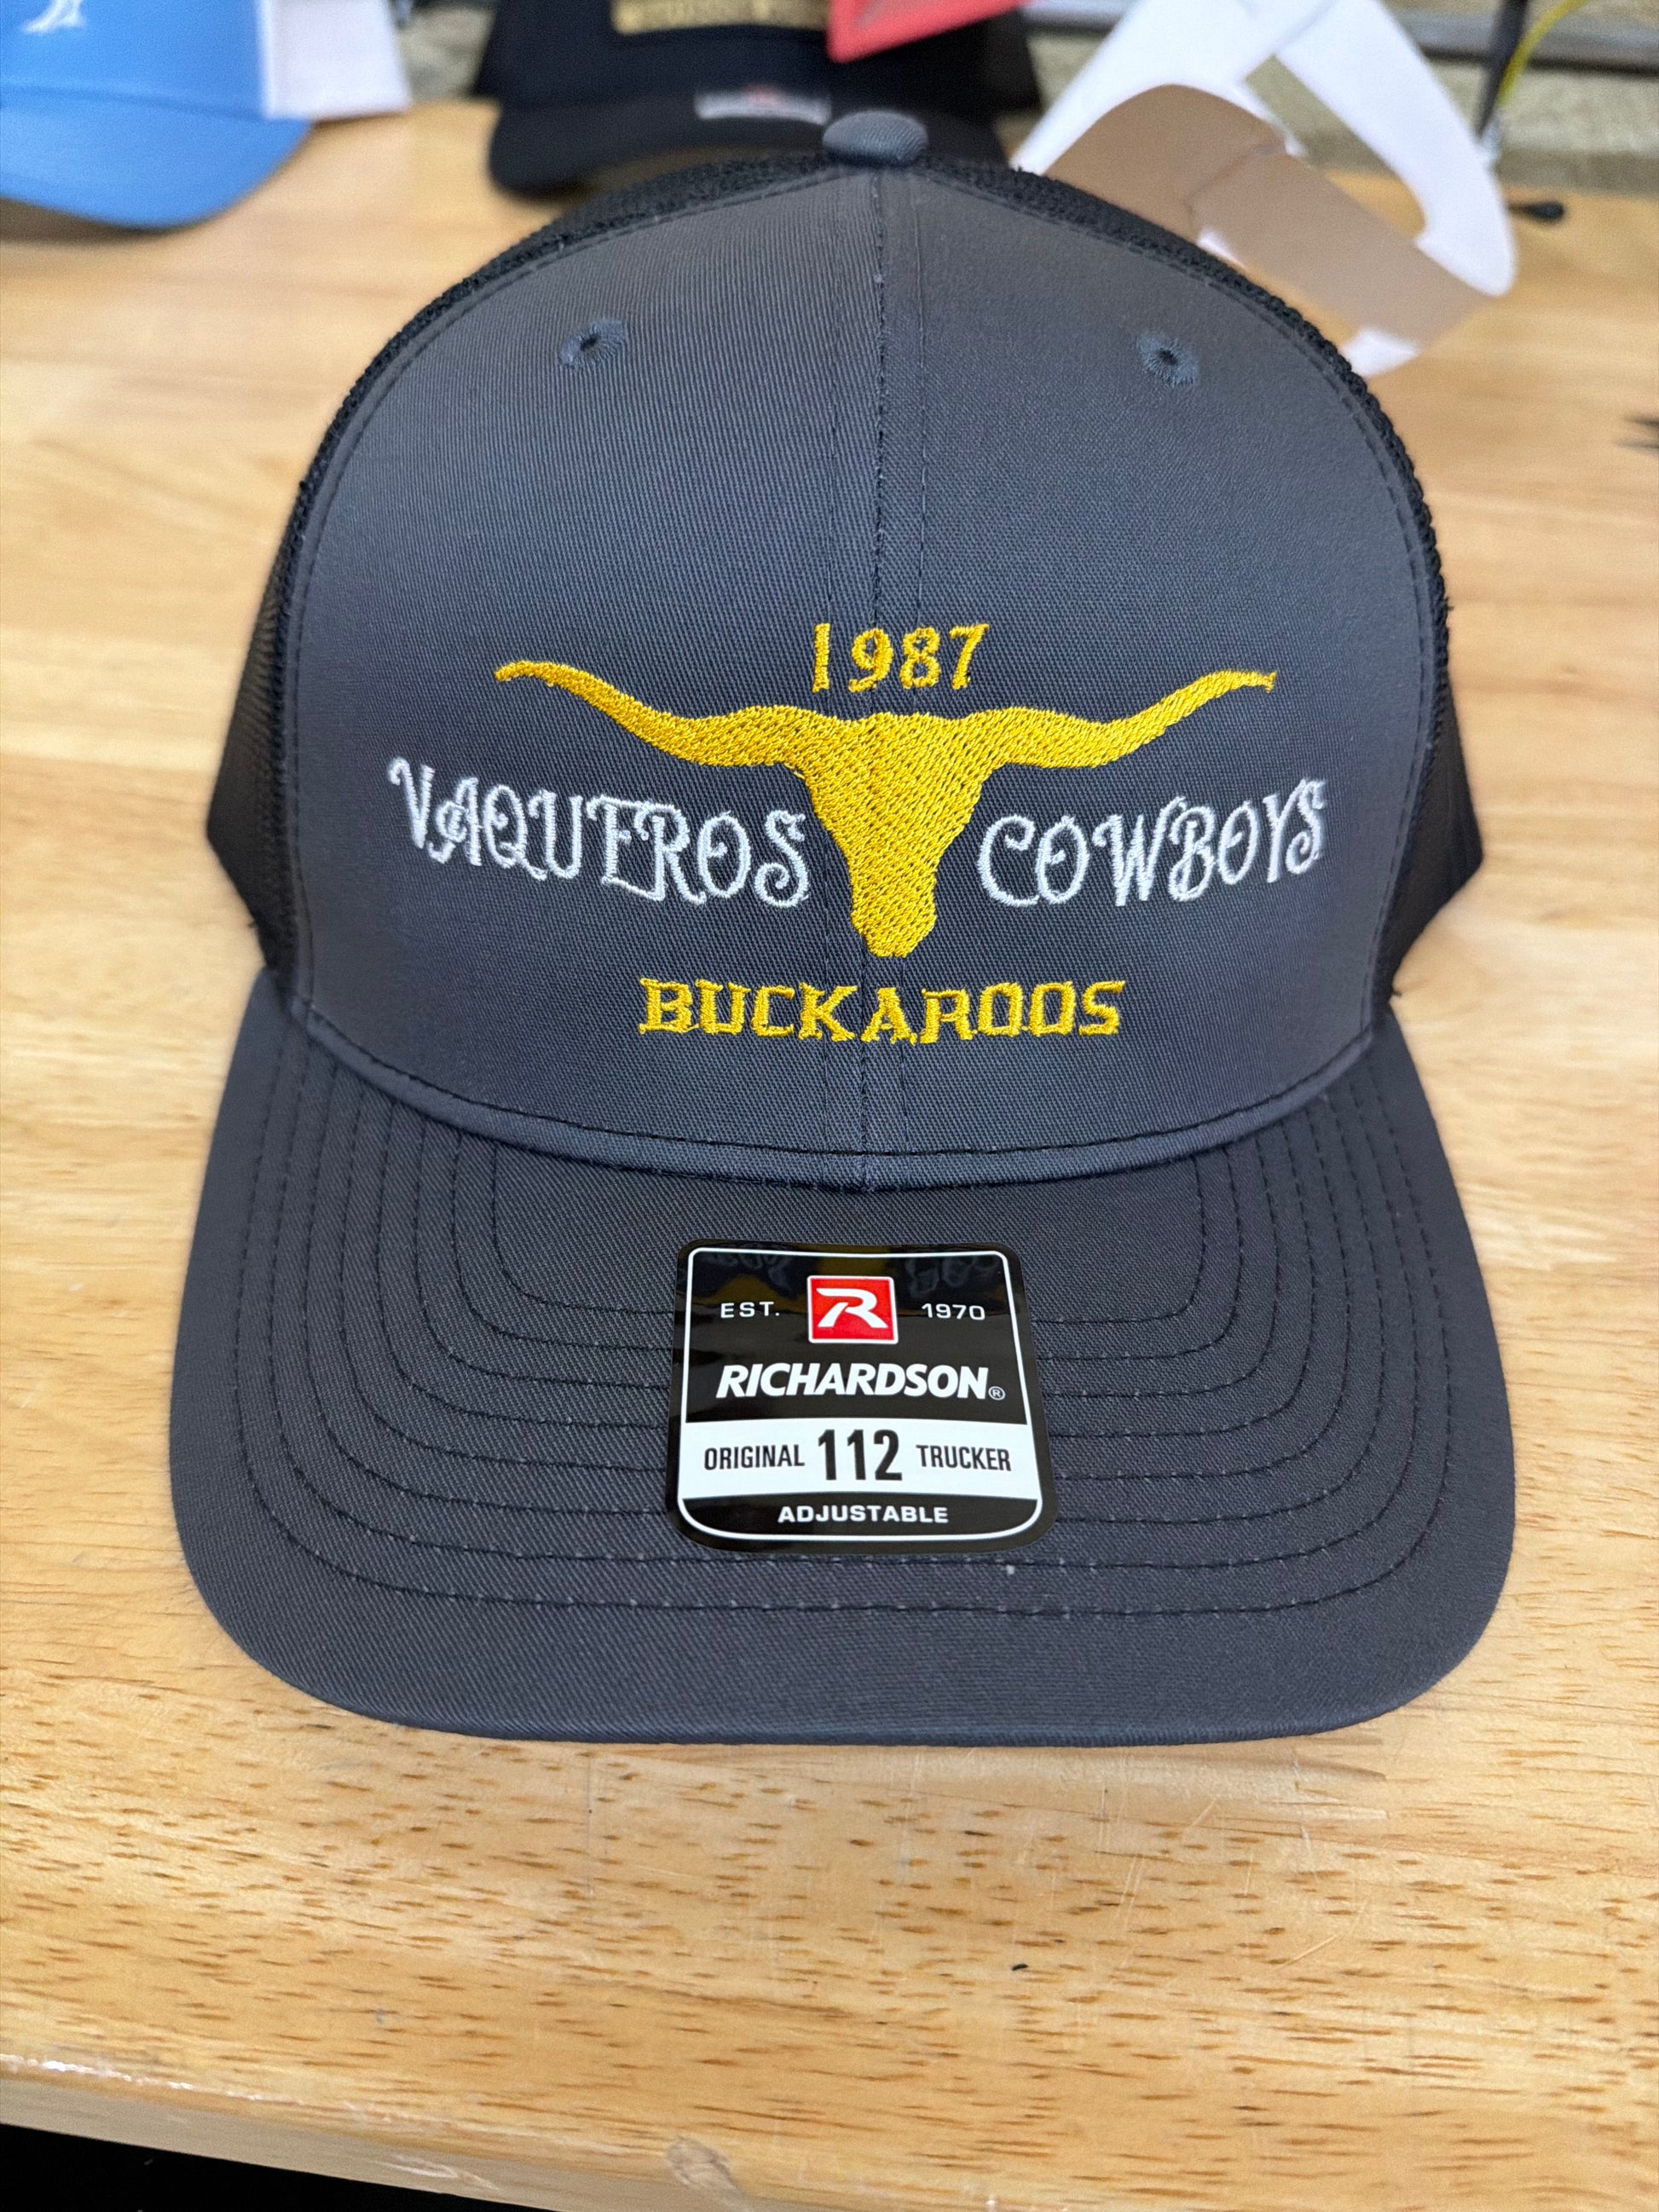 1987
VAQUEROS COWBOYS
BUCKAROOS
EST. R 1970
RICHARDSON®
ORIGINAL 112 TRUCKER
ADJUSTABLE